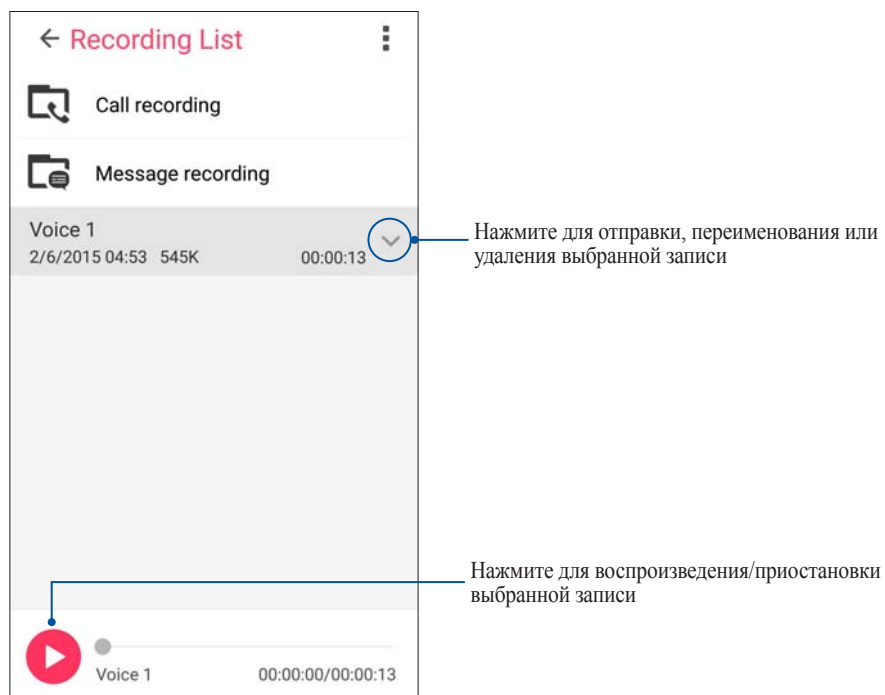 Recording List
Call recording
Message recording
Voice 1
2/6/2015 04:53 545K 00:00:13
Нажмите для отправки, переименования или
удаления выбранной записи
Нажмите для воспроизведения/приостановки
выбранной записи
Voice 1 00:00:00/00:00:13